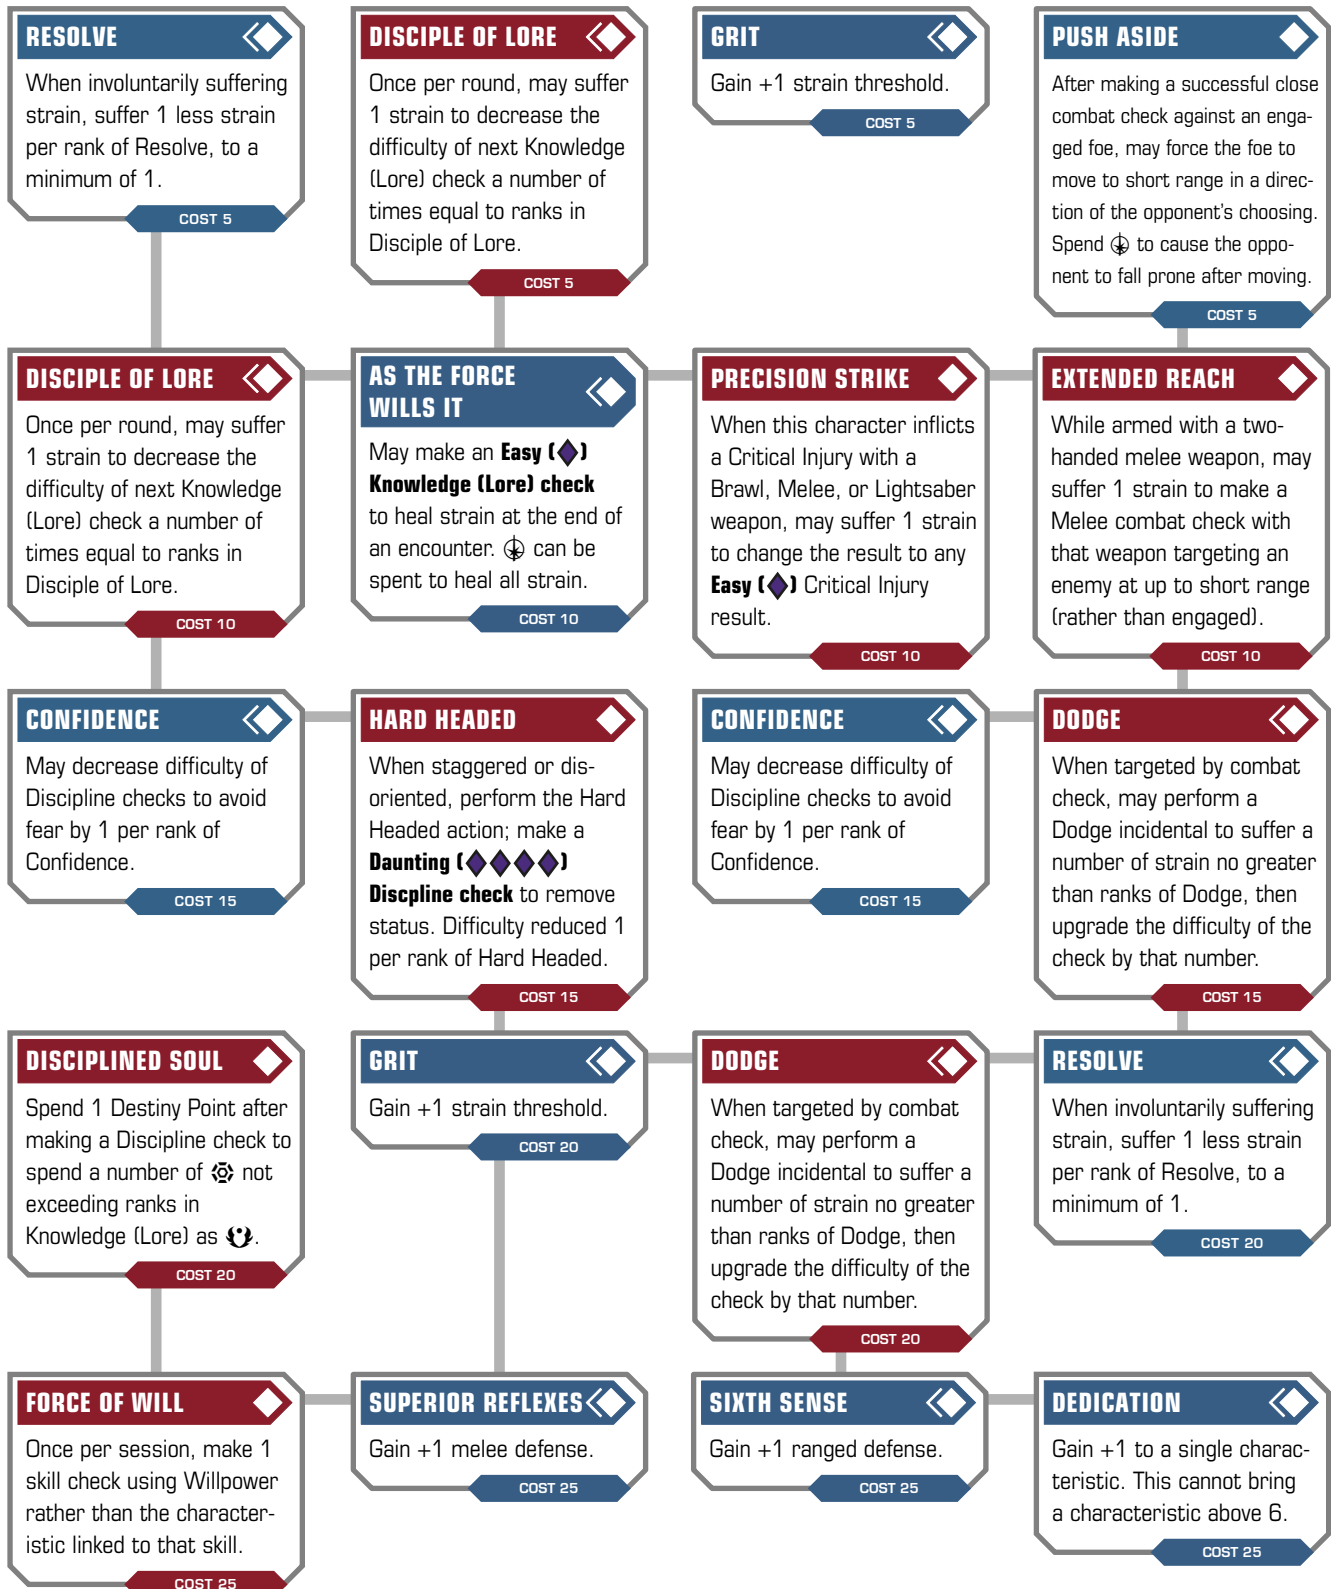 RESOLVE
When involuntarily suffering
strain, suffer 1 less strain
per rank of Resolve, to a
minimum of 1.
COST 5
DISCIPLE OF LORE
Once per round, may suffer
1 strain to decrease the
difficulty of next Knowledge
(Lore) check a number of
times equal to ranks in
Disciple of Lore.
COST 5
GRIT
Gain +1 strain threshold.
COST 5
PUSH ASIDE
After making a successful close
combat check against an enga-
ged foe, may force the foe to
move to short range in a direc-
tion of the opponent's choosing.
Spend to cause the oppo-
nent to fall prone after moving.
COST 5
DISCIPLE OF LORE
Once per round, may suffer
1 strain to decrease the
difficulty of next Knowledge
(Lore) check a number of
times equal to ranks in
Disciple of Lore.
COST 10
AS THE FORCE
WILLS IT
May make an Easy (◆)
Knowledge (Lore) check
to heal strain at the end of
an encounter. can be
spent to heal all strain.
COST 10
PRECISION STRIKE
When this character inflicts
a Critical Injury with a
Brawl, Melee, or Lightsaber
weapon, may suffer 1 strain
to change the result to any
Easy (◆) Critical Injury
result.
COST 10
EXTENDED REACH
While armed with a two-
handed melee weapon, may
suffer 1 strain to make a
Melee combat check with
that weapon targeting an
enemy at up to short range
(rather than engaged).
COST 10
CONFIDENCE
May decrease difficulty of
Discipline checks to avoid
fear by 1 per rank of
Confidence.
COST 15
HARD HEADED
When staggered or dis-
oriented, perform the Hard
Headed action; make a
Daunting (◆◆◆◆)
Discpline check to remove
status. Difficulty reduced 1
per rank of Hard Headed.
COST 15
CONFIDENCE
May decrease difficulty of
Discipline checks to avoid
fear by 1 per rank of
Confidence.
COST 15
DODGE
When targeted by combat
check, may perform a
Dodge incidental to suffer a
number of strain no greater
than ranks of Dodge, then
upgrade the difficulty of the
check by that number.
COST 15
DISCIPLINED SOUL
Spend 1 Destiny Point after
making a Discipline check to
spend a number of not
exceeding ranks in
Knowledge (Lore) as .
COST 20
GRIT
Gain +1 strain threshold.
COST 20
DODGE
When targeted by combat
check, may perform a
Dodge incidental to suffer a
number of strain no greater
than ranks of Dodge, then
upgrade the difficulty of the
check by that number.
COST 20
RESOLVE
When involuntarily suffering
strain, suffer 1 less strain
per rank of Resolve, to a
minimum of 1.
COST 20
FORCE OF WILL
Once per session, make 1
skill check using Willpower
rather than the character-
istic linked to that skill.
COST 25
SUPERIOR REFLEXES
Gain +1 melee defense.
COST 25
SIXTH SENSE
Gain +1 ranged defense.
COST 25
DEDICATION
Gain +1 to a single charac-
teristic. This cannot bring
a characteristic above 6.
COST 25